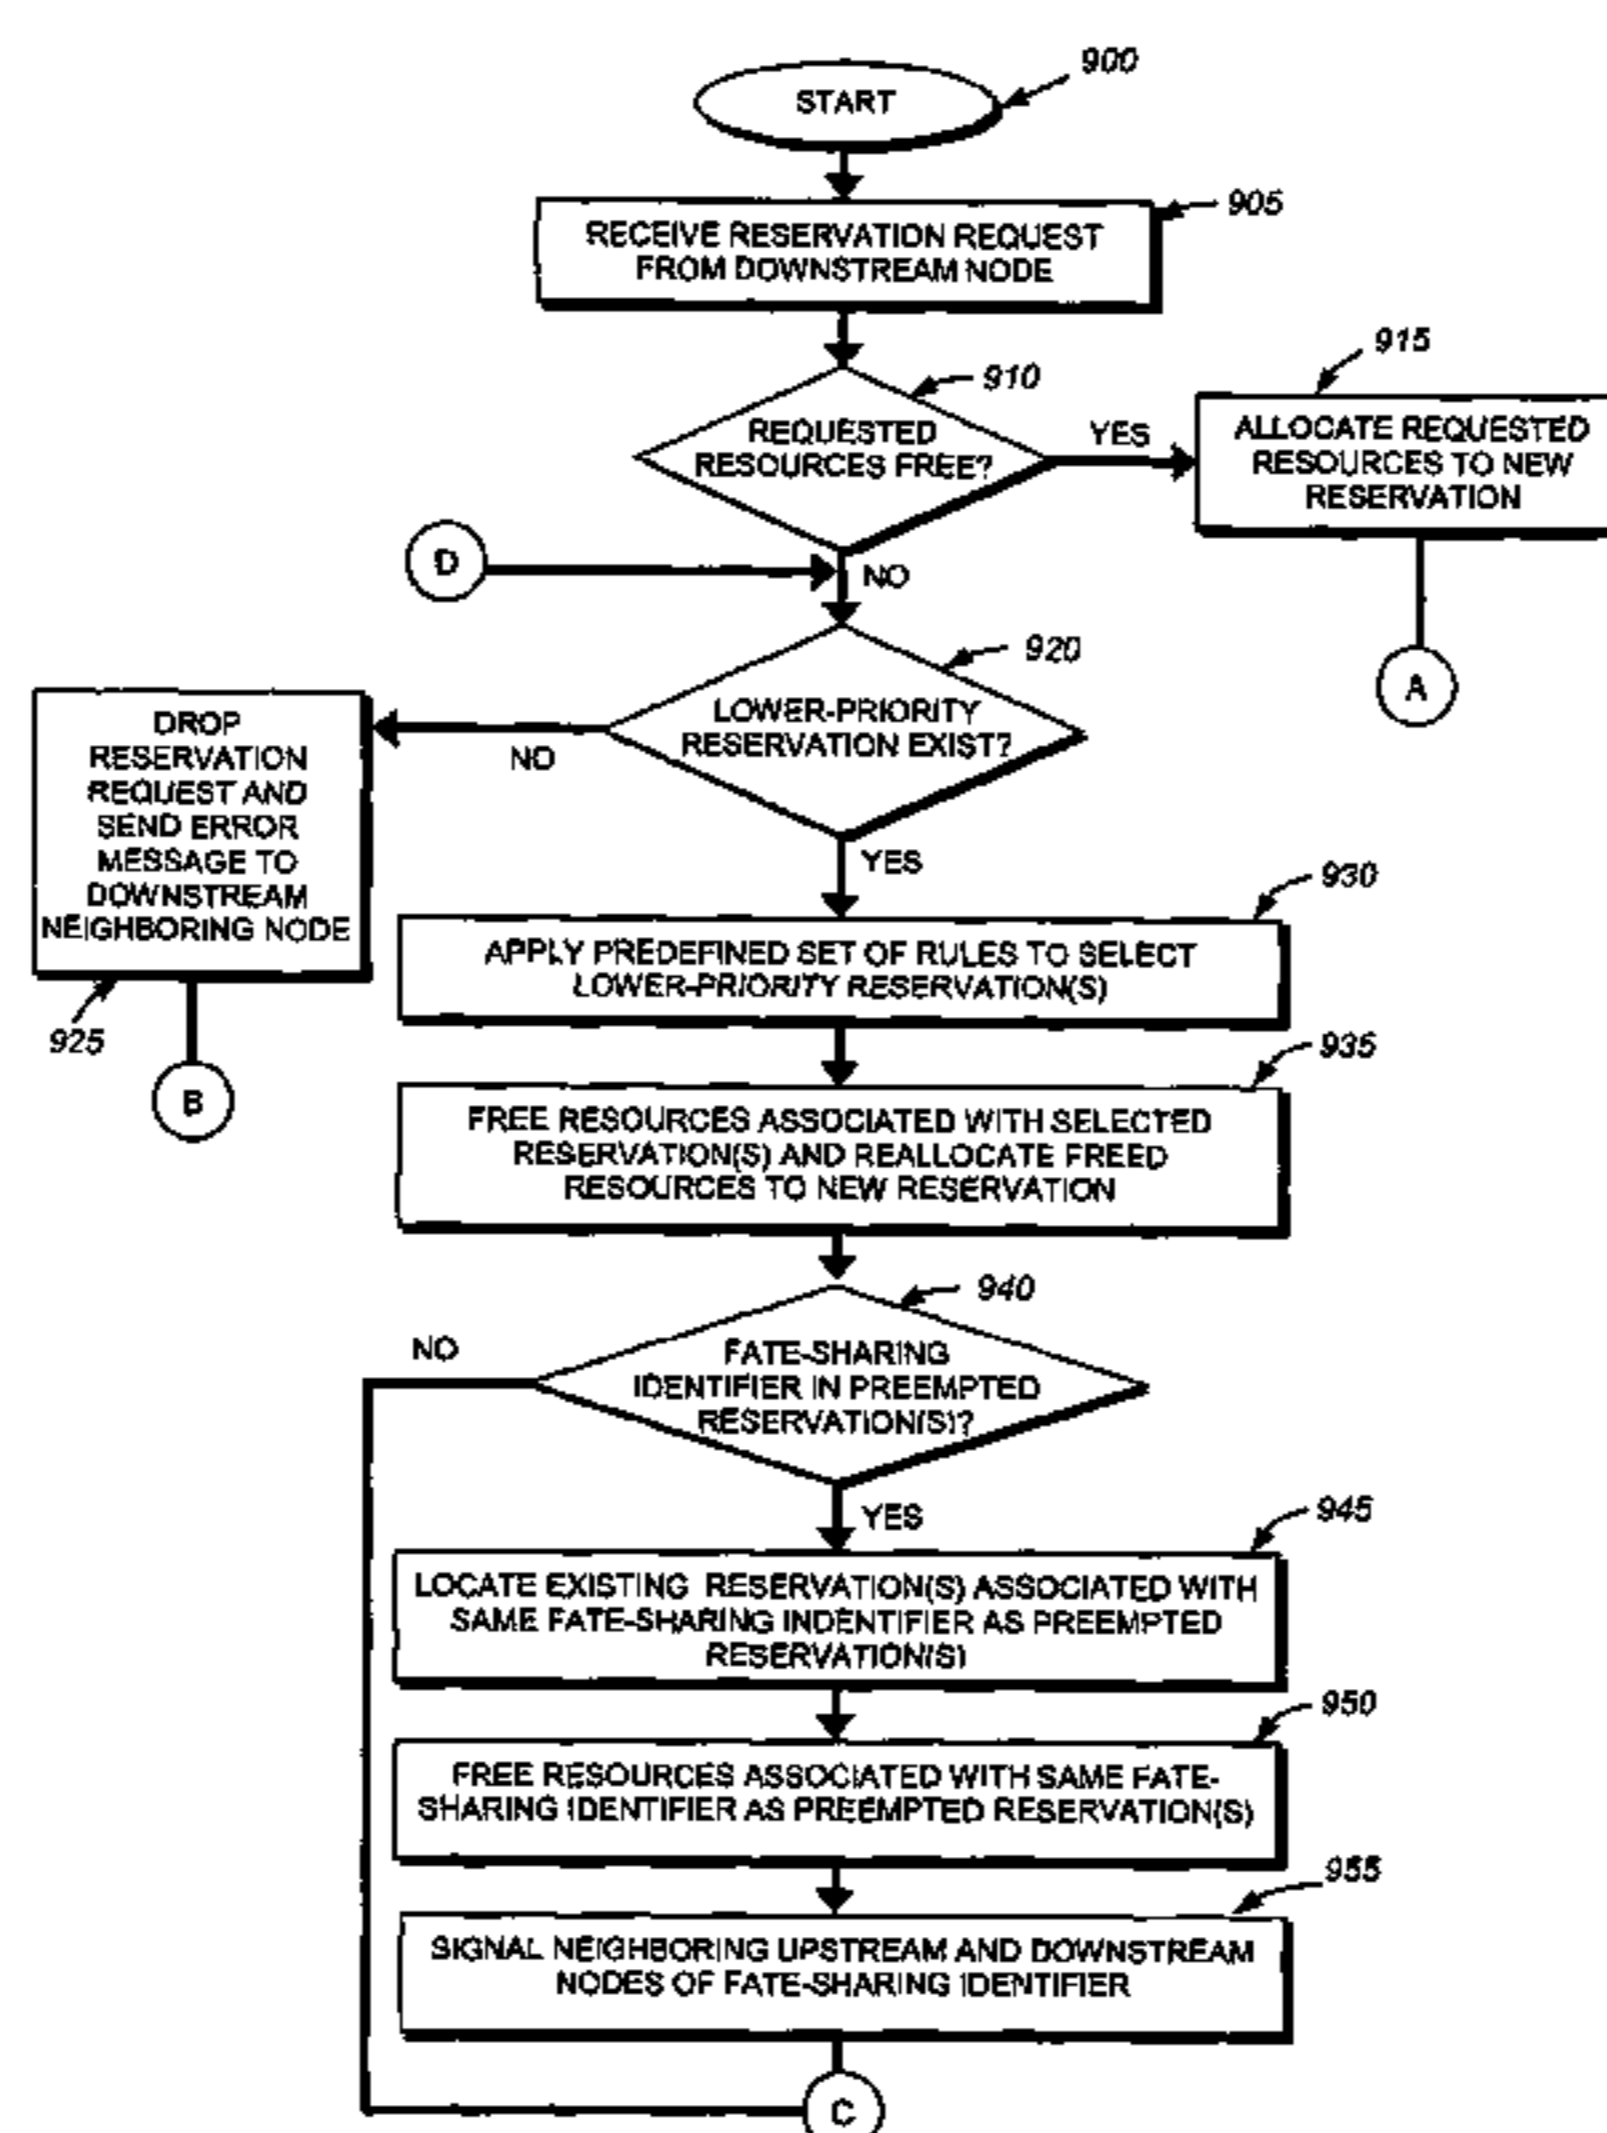 900
START
905
RECEIVE RESERVATION REQUEST
FROM DOWNSTREAM NODE
910
REQUESTED
RESOURCES FREE?
YES
915
ALLOCATE REQUESTED
RESOURCES TO NEW
RESERVATION
A
D
NO
920
LOWER-PRIORITY
RESERVATION EXIST?
NO
DROP
RESERVATION
REQUEST AND
SEND ERROR
MESSAGE TO
DOWNSTREAM
NEIGHBORING NODE
925
B
YES
930
APPLY PREDEFINED SET OF RULES TO SELECT
LOWER-PRIORITY RESERVATION(S)
935
FREE RESOURCES ASSOCIATED WITH SELECTED
RESERVATION(S) AND REALLOCATE FREED
RESOURCES TO NEW RESERVATION
940
NO
FATE-SHARING
IDENTIFIER IN PREEMPTED
RESERVATION(S)?
YES
945
LOCATE EXISTING RESERVATION(S) ASSOCIATED WITH
SAME FATE-SHARING INDENTIFIER AS PREEMPTED
RESERVATION(S)
950
FREE RESOURCES ASSOCIATED WITH SAME FATE-
SHARING IDENTIFIER AS PREEMPTED RESERVATION(S)
955
SIGNAL NEIGHBORING UPSTREAM AND DOWNSTREAM
NODES OF FATE-SHARING IDENTIFIER
C